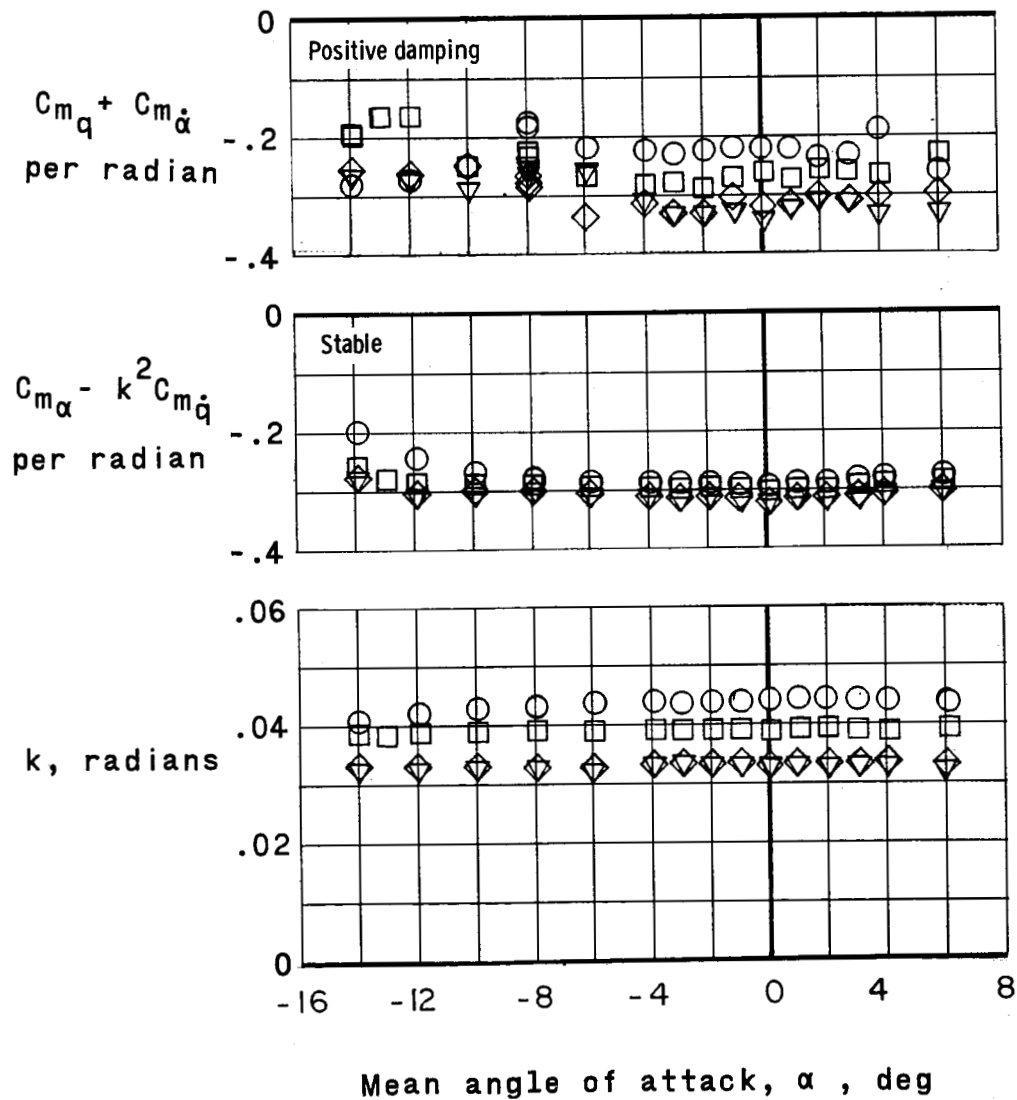 0
Positive damping
Cmq + Cmα̇
per radian
-.2
-.4
0
Stable
Cmα - k²Cmq̇
per radian
-.2
-.4
.06
.04
k, radians
.02
0
-16 -12 -8 -4 0 4 8
Mean angle of attack, α , deg